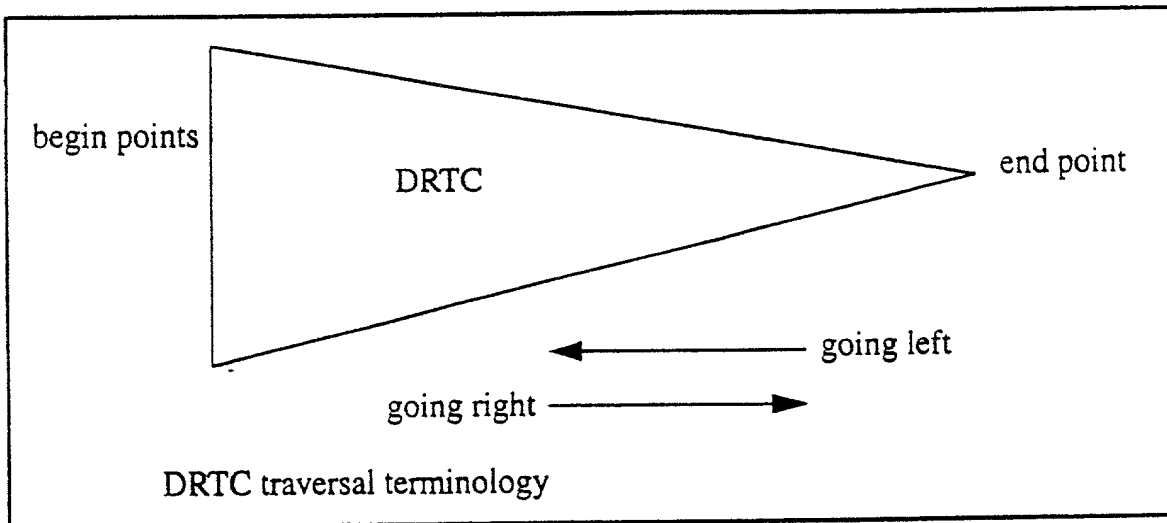 begin points
DRTC
end point
going left
going right
DRTC traversal terminology